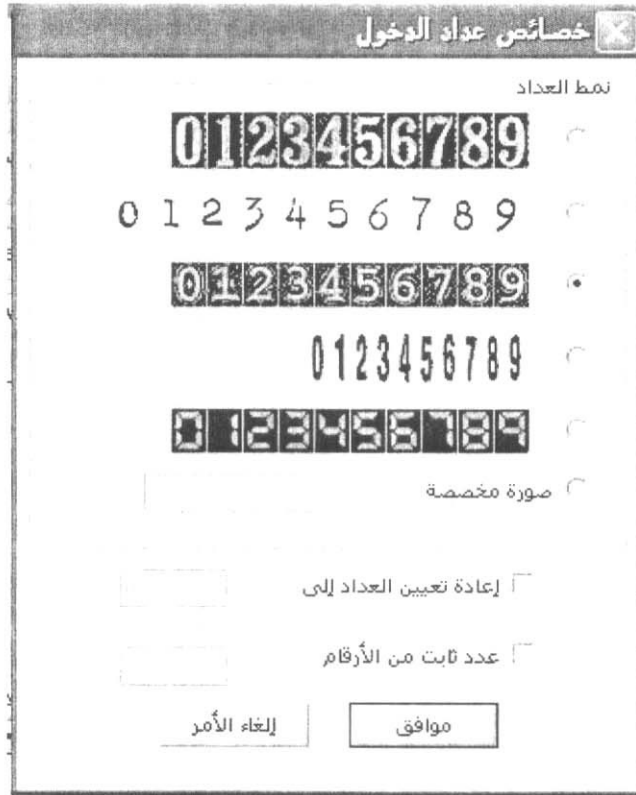 خصائص عداد الدخول
نمط العداد
0123456789
0 1 2 3 4 5 6 7 8 9
0123456789
0123456789
0123456789
صورة مخصصة
إعادة تعيين العداد إلى
عدد ثابت من الأرقام
موافق
إلغاء الأمر